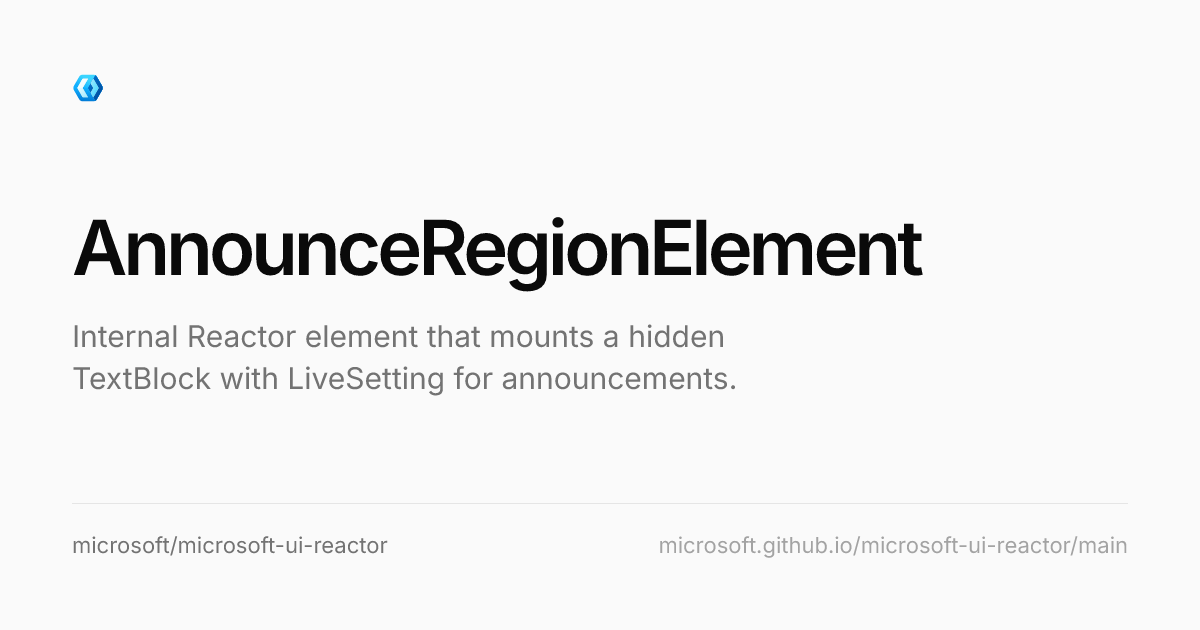 AnnounceRegionElement
Internal Reactor element that mounts a hidden
TextBlock with LiveSetting for announcements.
microsoft/microsoft-ui-reactor
microsoft.github.io/microsoft-ui-reactor/main